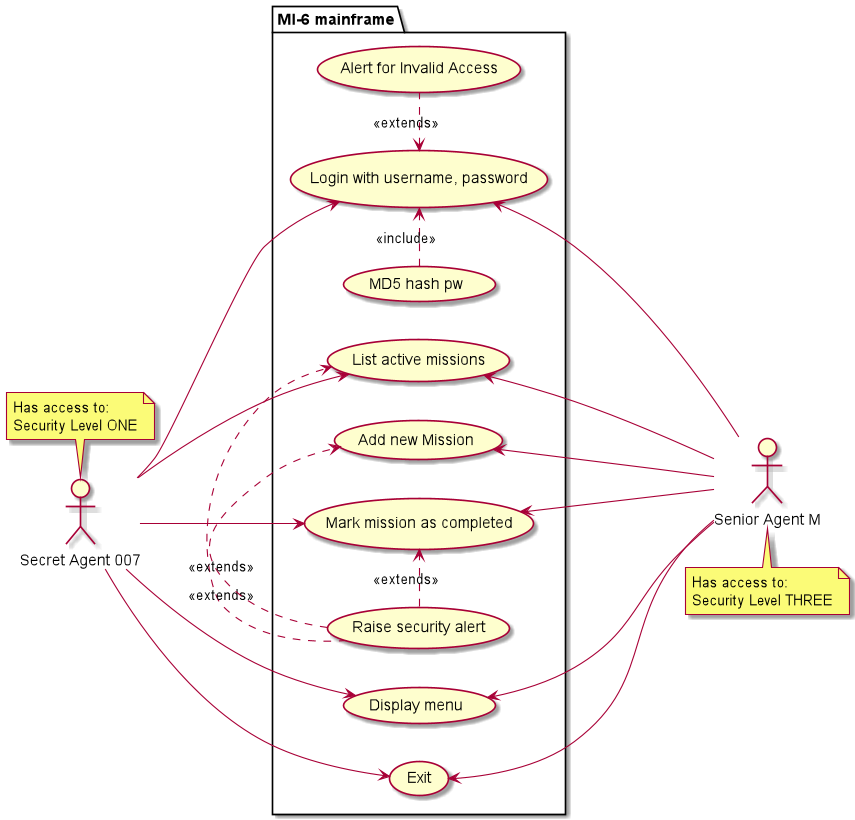 MI-6 mainframe
Alert for Invalid Access
«extends»
Login with username, password
«include»
MD5 hash pw
List active missions
Has access to:
Security Level ONE
Add new Mission
Secret Agent 007
Mark mission as completed
Senior Agent M
«extends»
«extends»
«extends»
Has access to:
Security Level THREE
Raise security alert
Display menu
Exit